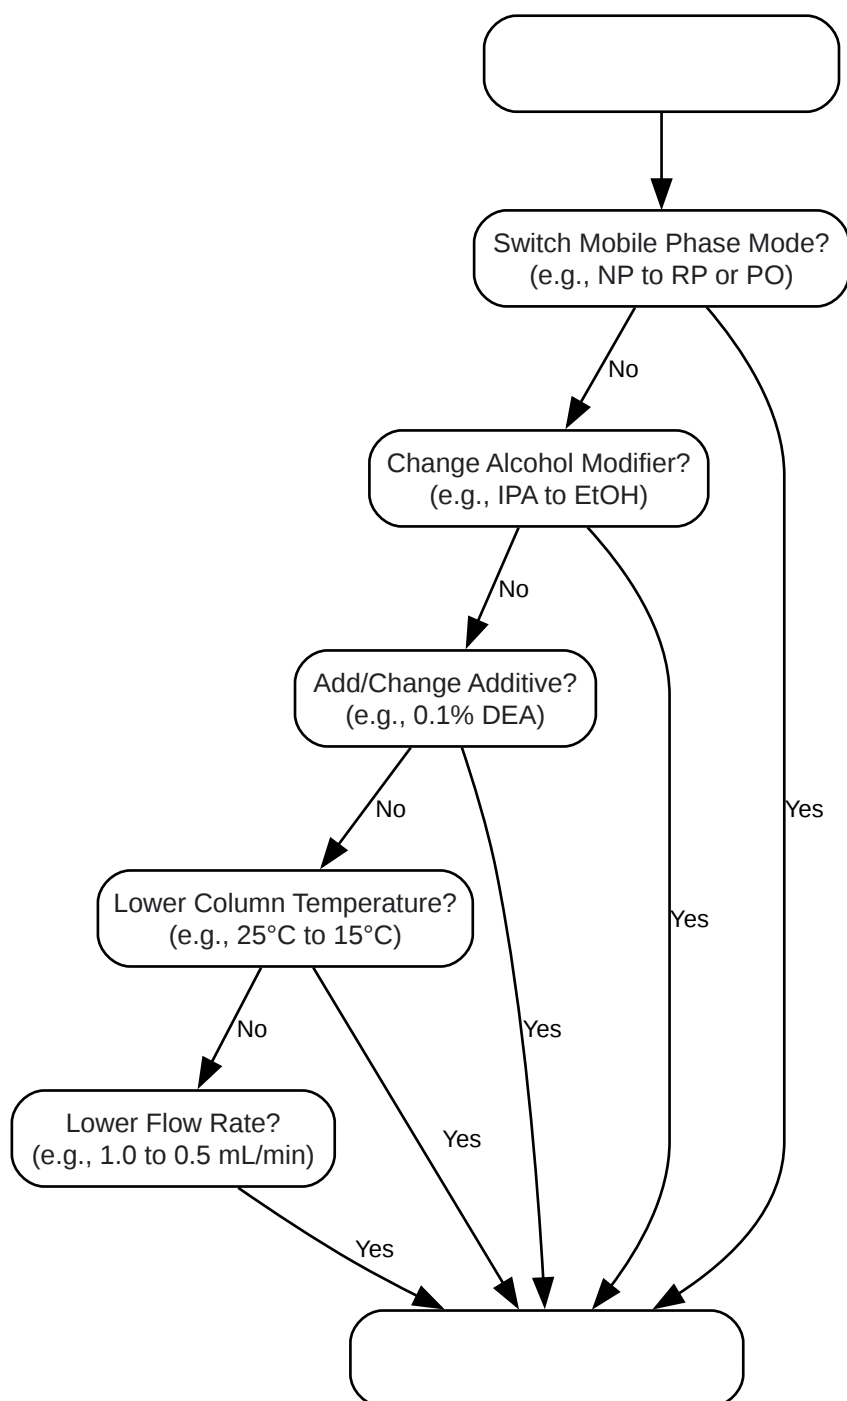 Switch Mobile Phase Mode?
(e.g., NP to RP or PO)
No
Change Alcohol Modifier?
(e.g., IPA to EtOH)
No
Add/Change Additive?
(e.g., 0.1% DEA)
No
Yes
Lower Column Temperature?
(e.g., 25°C to 15°C)
Yes
No
Yes
Lower Flow Rate?
(e.g., 1.0 to 0.5 mL/min)
Yes
Yes